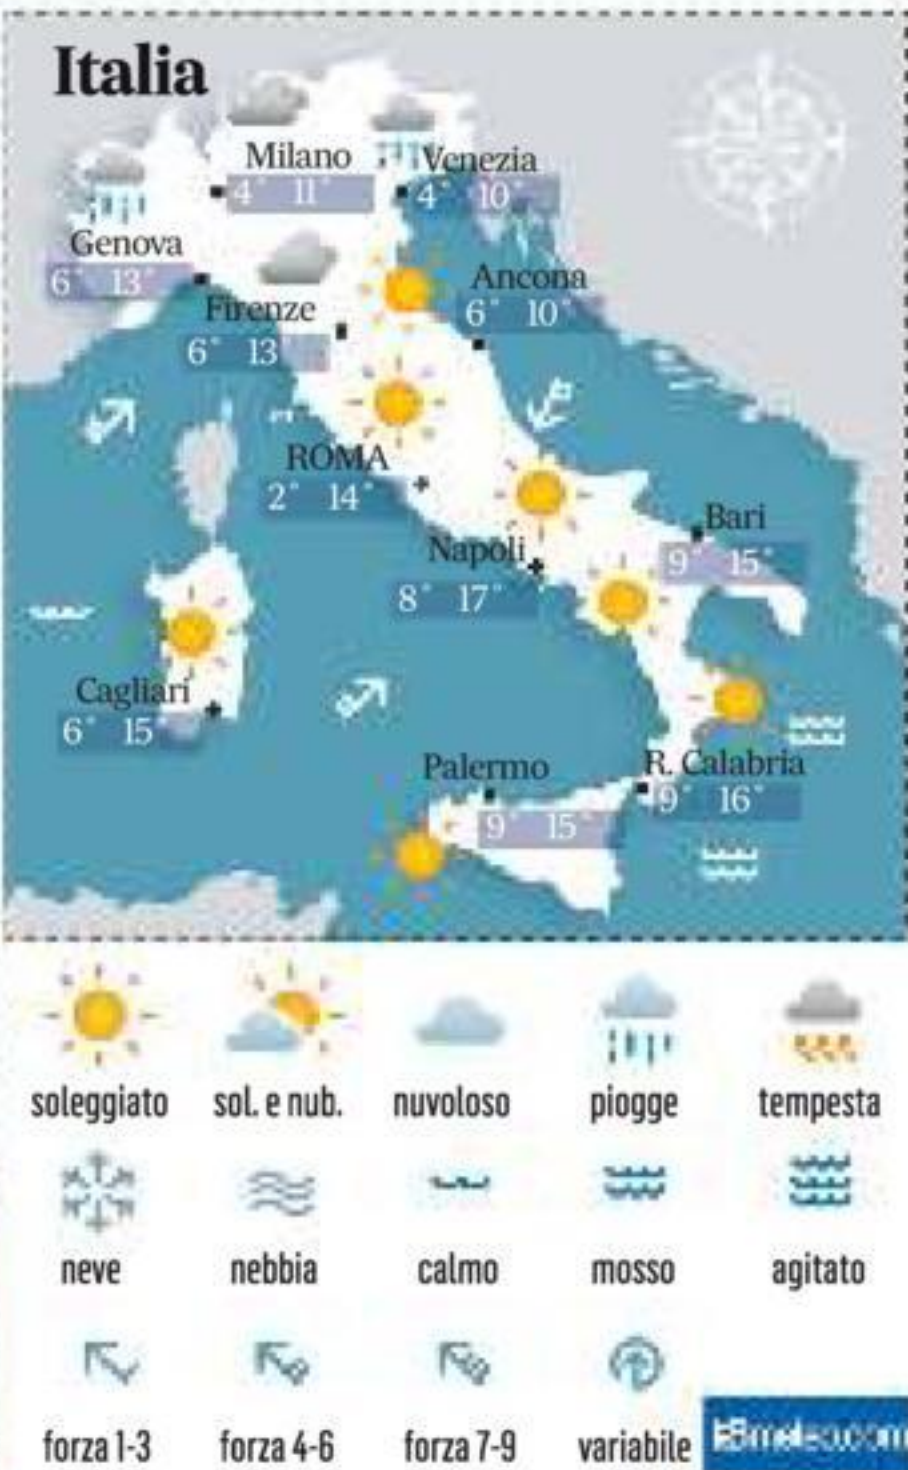 Italia
Milano
4° 11°
Venezia
4° 10°
Genova
6° 13°
Ancona
6° 10°
Firenze
6° 13°
ROMA
2° 14°
Bari
9° 15°
Napoli
8° 17°
Cagliari
6° 15°
Palermo
9° 15°
R. Calabria
9° 16°
soleggiato sol. e nub. nuvoloso piogge tempesta
neve nebbia calmo mosso agitato
forza 1-3 forza 4-6 forza 7-9 variabile